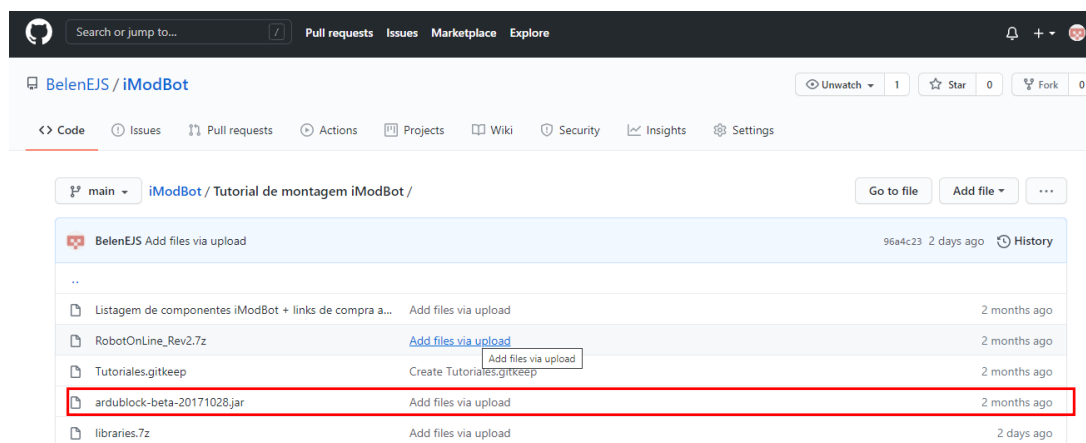 Search or jump to... / Pull requests Issues Marketplace Explore
BelenEJS / iModBot Unwatch 1 Star 0 Fork 0
<> Code Issues Pull requests Actions Projects Wiki Security Insights Settings
main iModBot / Tutorial de montagem iModBot / Go to file Add file ...
BelenEJS Add files via upload 96a4c23 2 days ago History
..
Listagem de componentes iModBot + links de compra a... Add files via upload 2 months ago
RobotOnLine_Rev2.7z Add files via upload 2 months ago
Add files via upload
Tutoriales.gitkeep Create Tutoriales.gitkeep 2 months ago
ardublock-beta-20171028.jar Add files via upload 2 months ago
libraries.7z Add files via upload 2 days ago